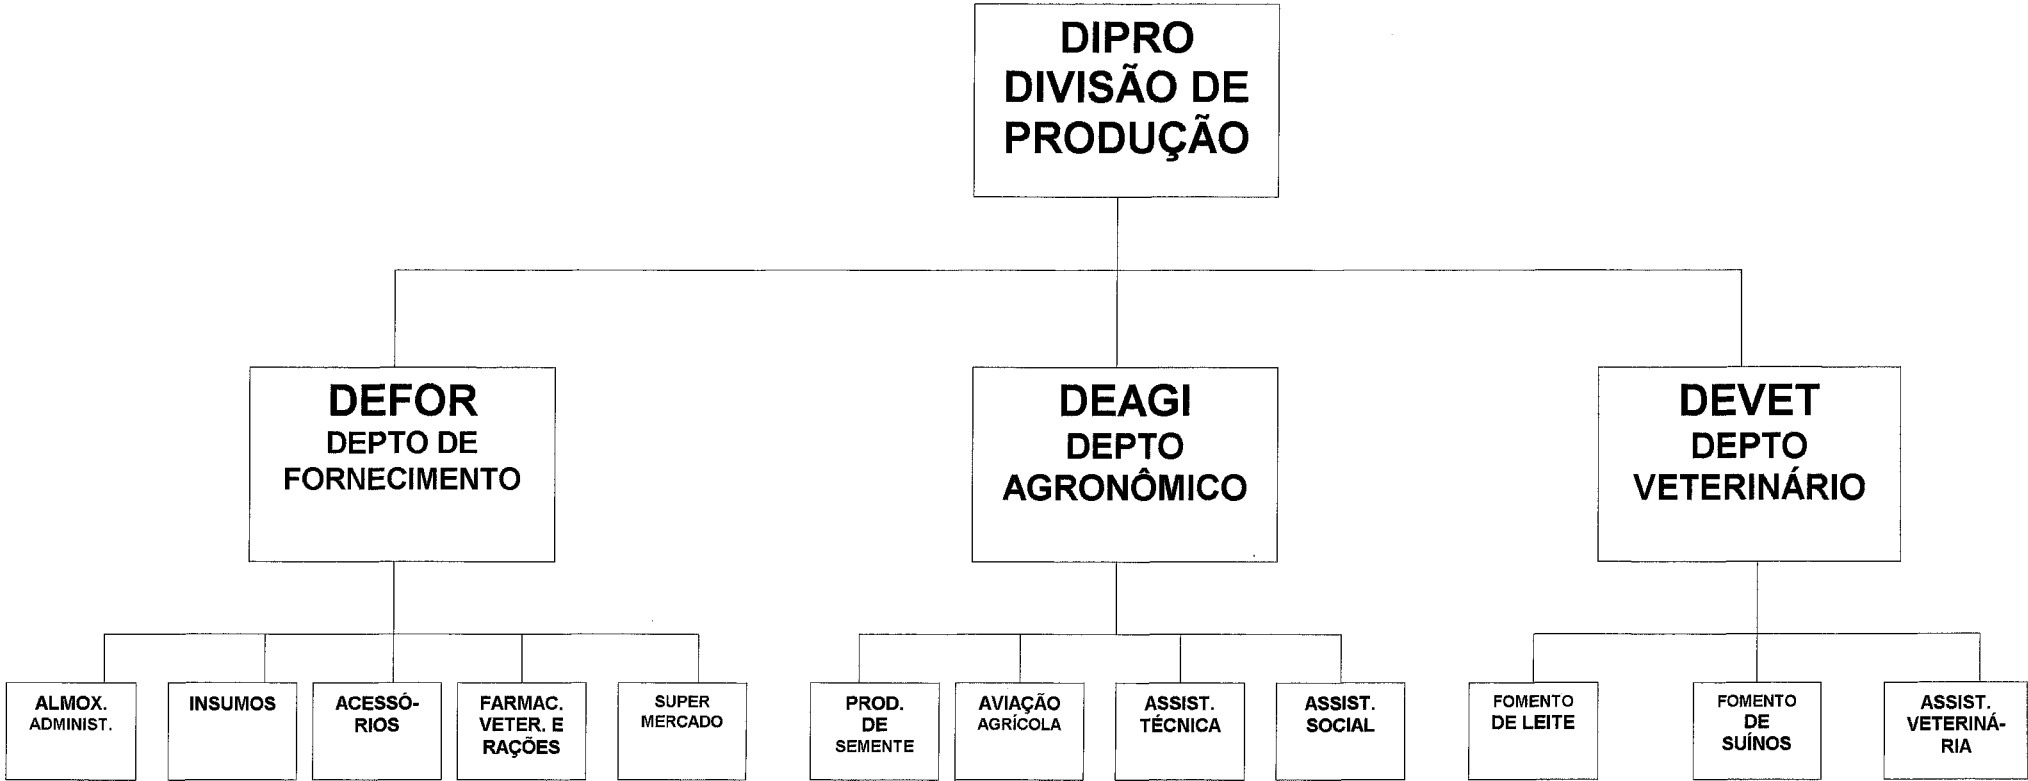 DIPRO
DIVISÃO DE
PRODUÇÃO
DEFOR
DEPTO DE
FORNECIMENTO
DEAGI
DEPTO
AGRONÔMICO
DEVET
DEPTO
VETERINÁRIO
ALMOX.
ADMINIST.
INSUMOS
ACESSÓ-
RIOS
FARMAC.
VETER. E
RAÇÕES
SUPER
MERCADO
PROD.
DE
SEMENTE
AVIAÇÃO
AGRÍCOLA
ASSIST.
TÉCNICA
ASSIST.
SOCIAL
FOMENTO
DE LEITE
FOMENTO
DE
SUÍNOS
ASSIST.
VETERINÁ-
RIA